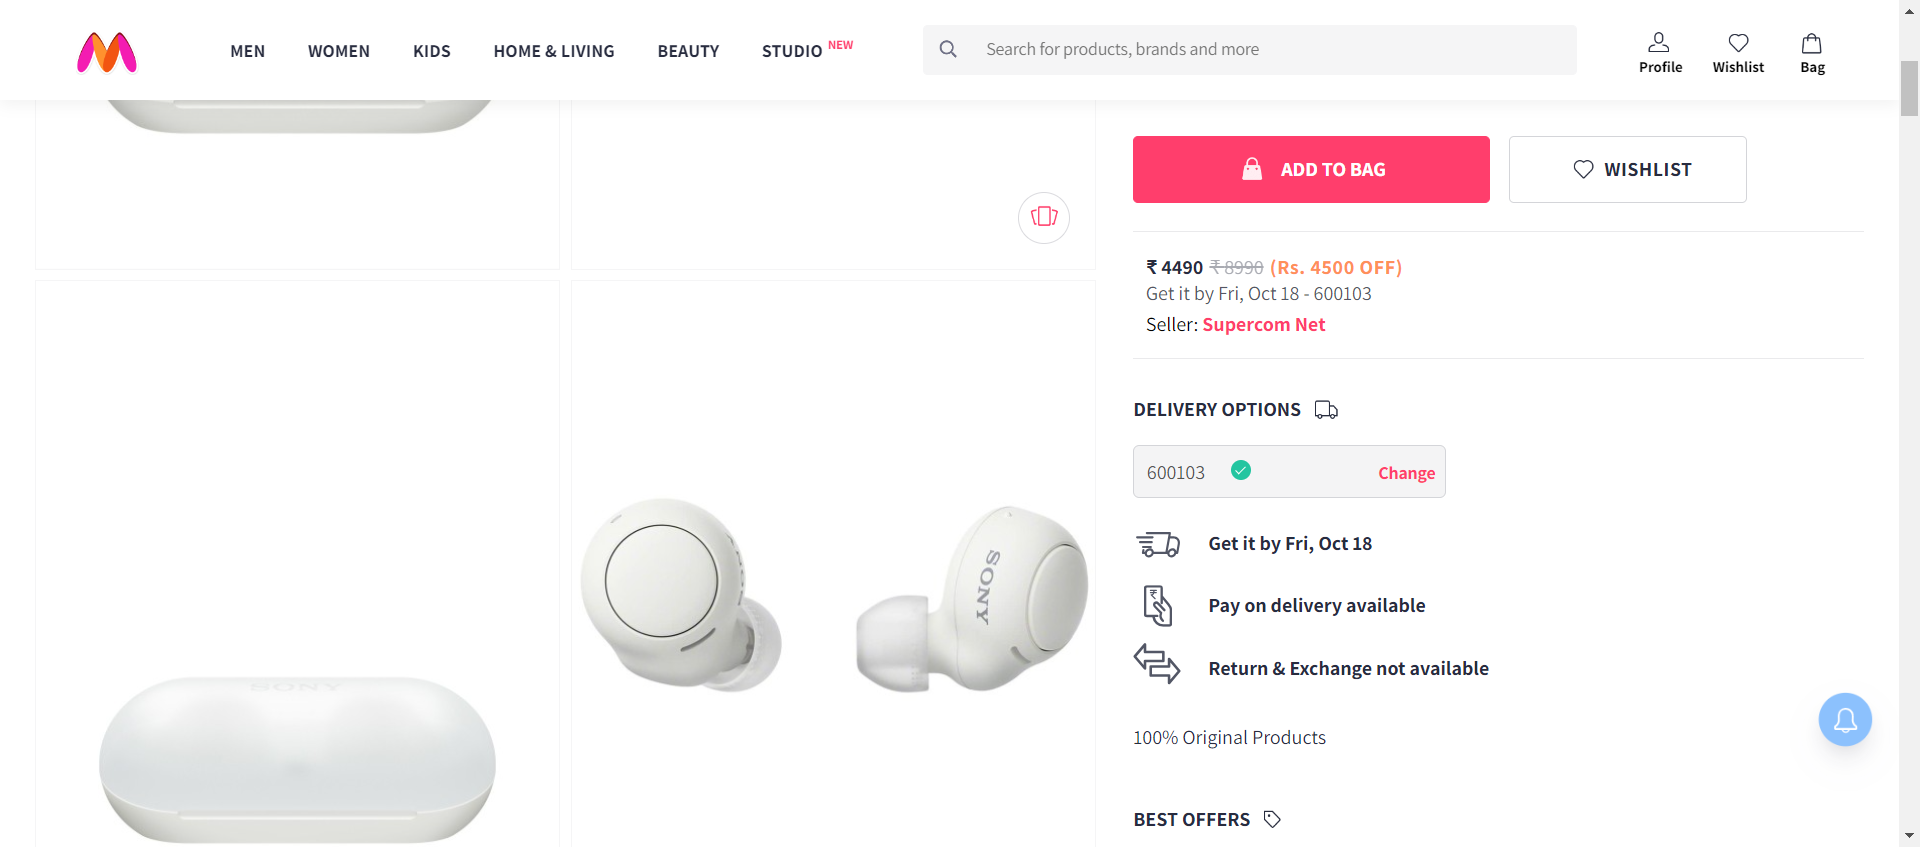 MEN WOMEN KIDS HOME & LIVING BEAUTY STUDIO NEW Search for products, brands and more Profile Wishlist Bag
ADD TO BAG WISHLIST
₹ 4490 ₹ 8990 (Rs. 4500 OFF)
Get it by Fri, Oct 18 - 600103
Seller: Supercom Net
DELIVERY OPTIONS
600103 Change
Get it by Fri, Oct 18
Pay on delivery available
Return & Exchange not available
100% Original Products
BEST OFFERS
SONY
SONY